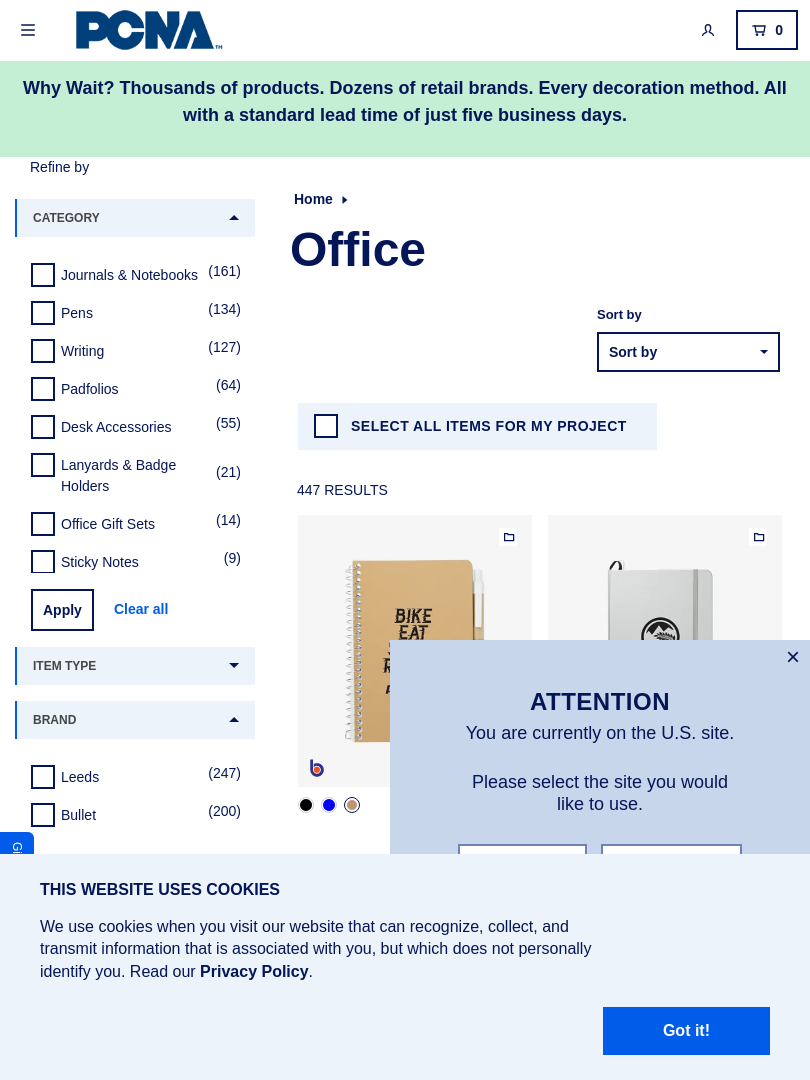 PCNA™
0
Why Wait? Thousands of products. Dozens of retail brands. Every decoration method. All
with a standard lead time of just five business days.
Refine by
CATEGORY
Journals & Notebooks (161)
Pens (134)
Writing (127)
Padfolios (64)
Desk Accessories (55)
Lanyards & Badge
Holders (21)
Office Gift Sets (14)
Sticky Notes (9)
Apply Clear all
ITEM TYPE
BRAND
Leeds (247)
Bullet (200)
Home
Office
Sort by
Sort by
SELECT ALL ITEMS FOR MY PROJECT
447 RESULTS
BIKE
EAT
b
ATTENTION
You are currently on the U.S. site.
Please select the site you would
like to use.
THIS WEBSITE USES COOKIES
We use cookies when you visit our website that can recognize, collect, and
transmit information that is associated with you, but which does not personally
identify you. Read our Privacy Policy.
Got it!